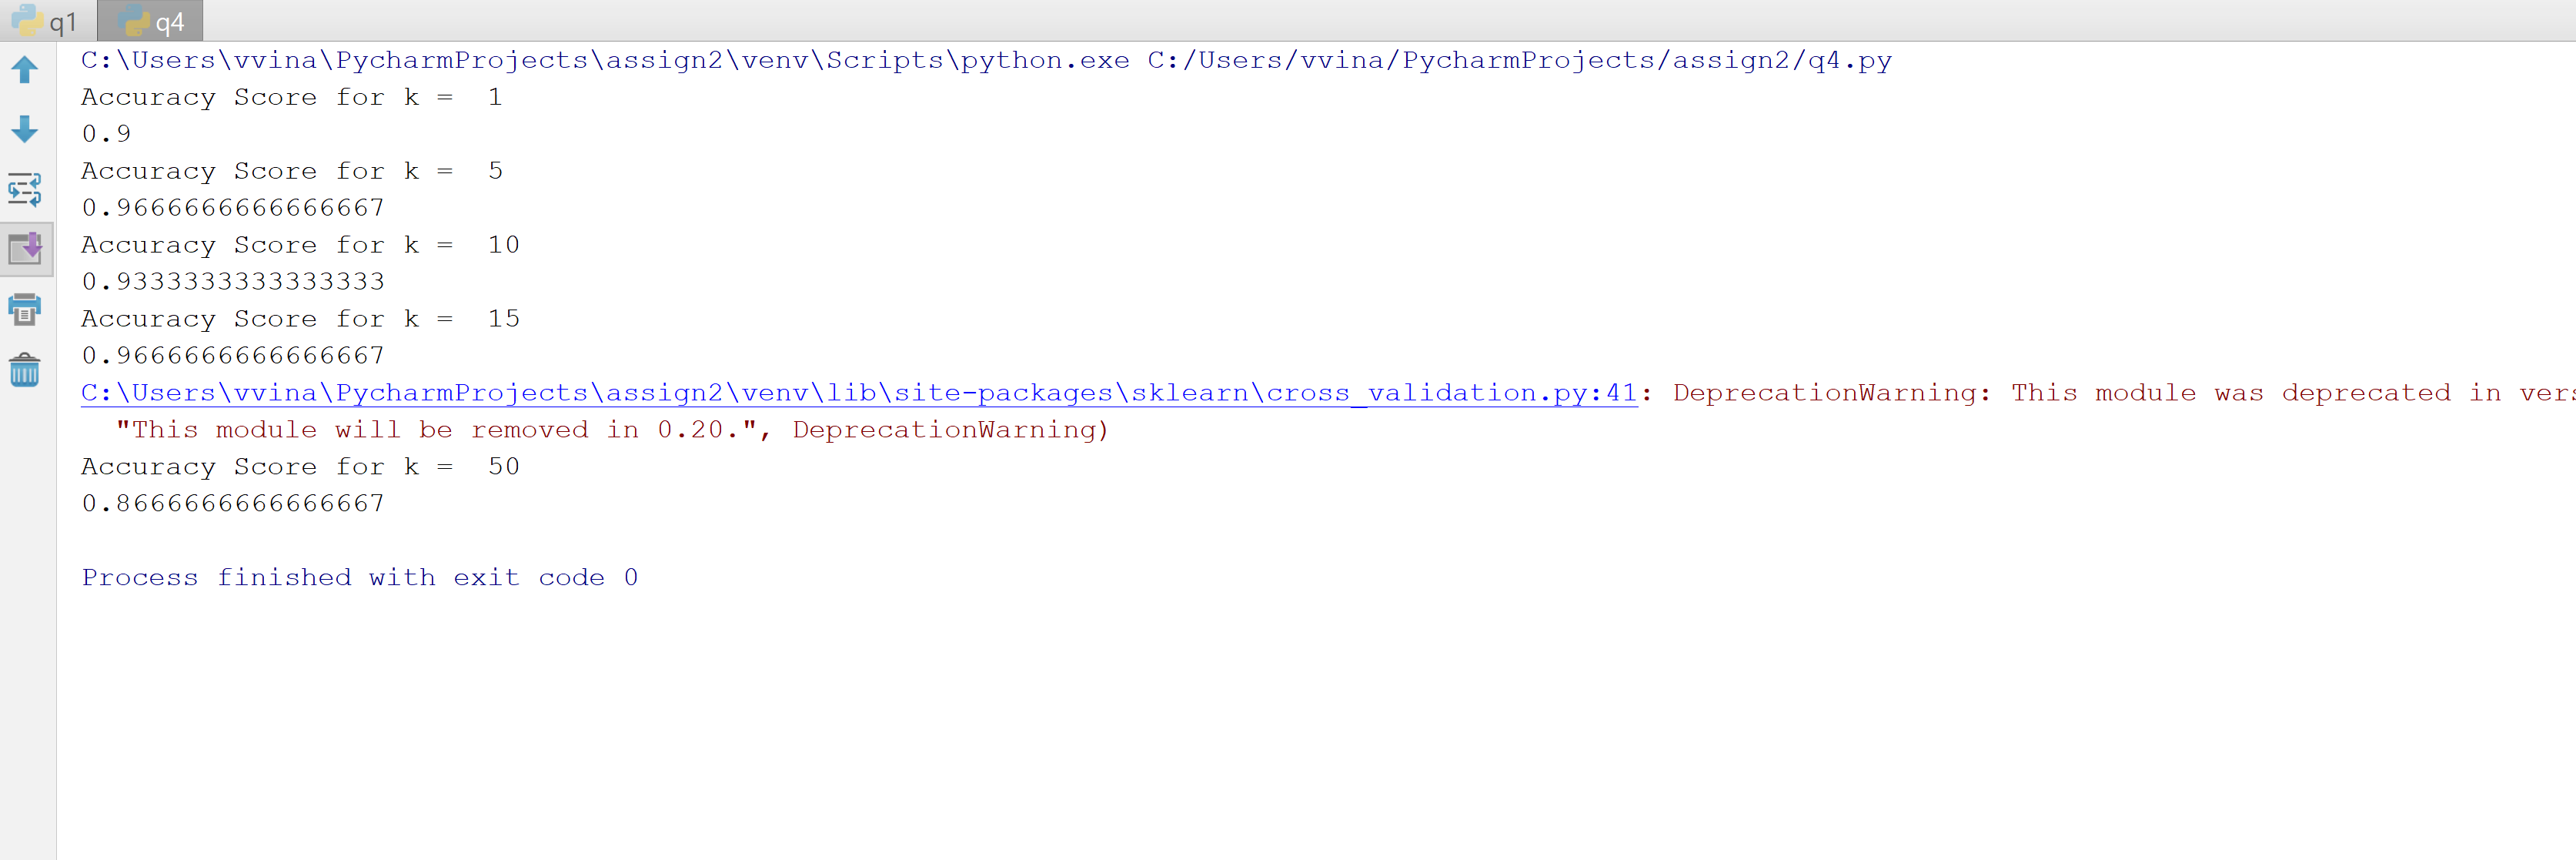 q1 q4
C:\Users\vvina\PycharmProjects\assign2\venv\Scripts\python.exe C:/Users/vvina/PycharmProjects/assign2/q4.py
Accuracy Score for k =  1
0.9
Accuracy Score for k =  5
0.9666666666666667
Accuracy Score for k =  10
0.9333333333333333
Accuracy Score for k =  15
0.9666666666666667
C:\Users\vvina\PycharmProjects\assign2\venv\lib\site-packages\sklearn\cross_validation.py:41: DeprecationWarning: This module was deprecated in
  "This module will be removed in 0.20.", DeprecationWarning)
Accuracy Score for k =  50
0.8666666666666667
Process finished with exit code 0